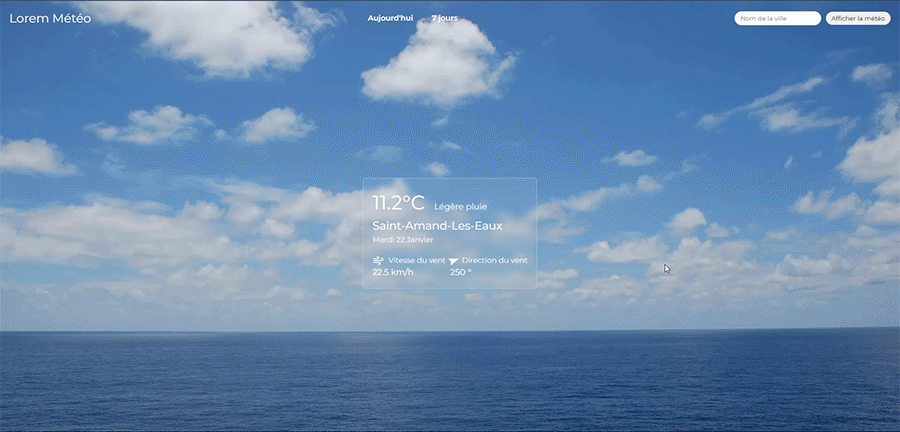 Lorem Météo
Aujourd'hui 7 jours
Nom de la ville
Afficher la météo
11.2°C Légère pluie
Saint-Amand-Les-Eaux
Mardi 22 Janvier
Vitesse du vent Direction du vent
22.5 km/h 250 °